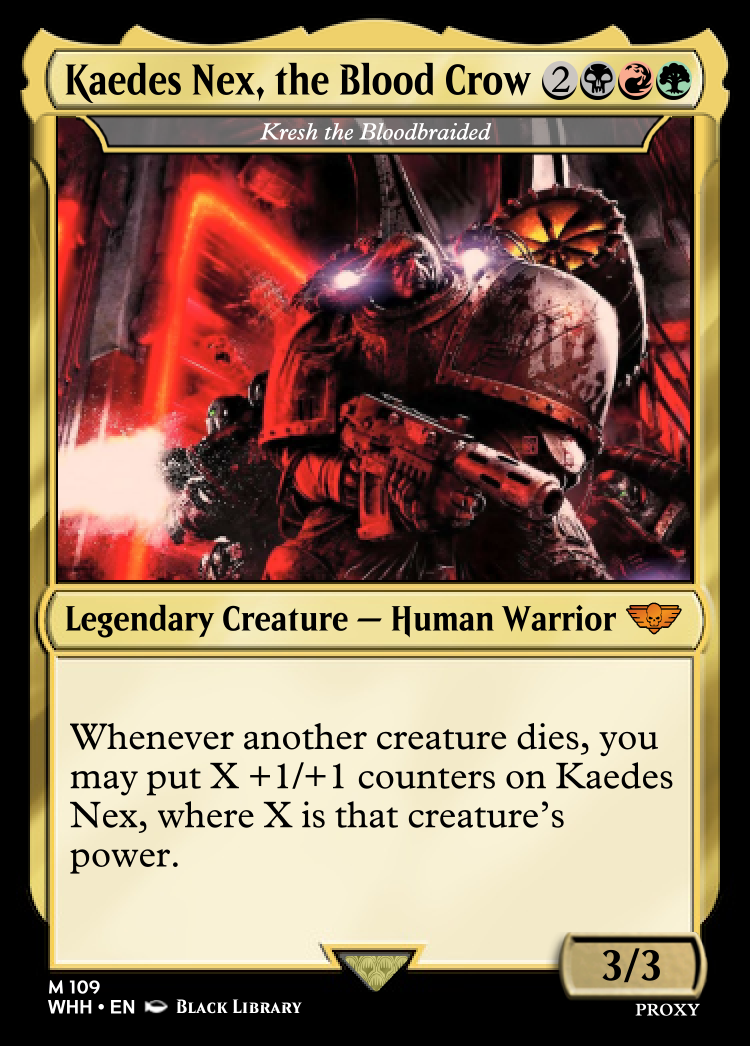 Kaedes Nex, the Blood Crow 2
Kresh the Bloodbraided
Legendary Creature — Human Warrior
Whenever another creature dies, you
may put X +1/+1 counters on Kaedes
Nex, where X is that creature's
power.
3/3
M 109
WHH • EN BLACK LIBRARY
PROXY